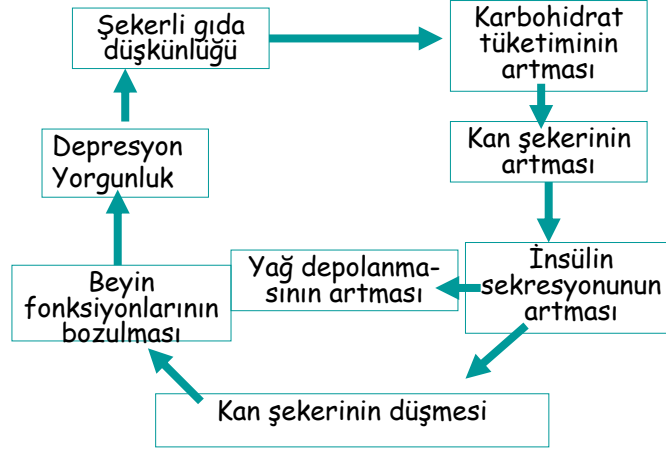 Şekerli gıda
düşkünlüğü
Karbohidrat
tüketiminin
artması
Kan şekerinin
artması
İnsülin
sekresyonunun
artması
Yağ depolanma-
sının artması
Kan şekerinin düşmesi
Beyin
fonksiyonlarının
bozulması
Depresyon
Yorgunluk